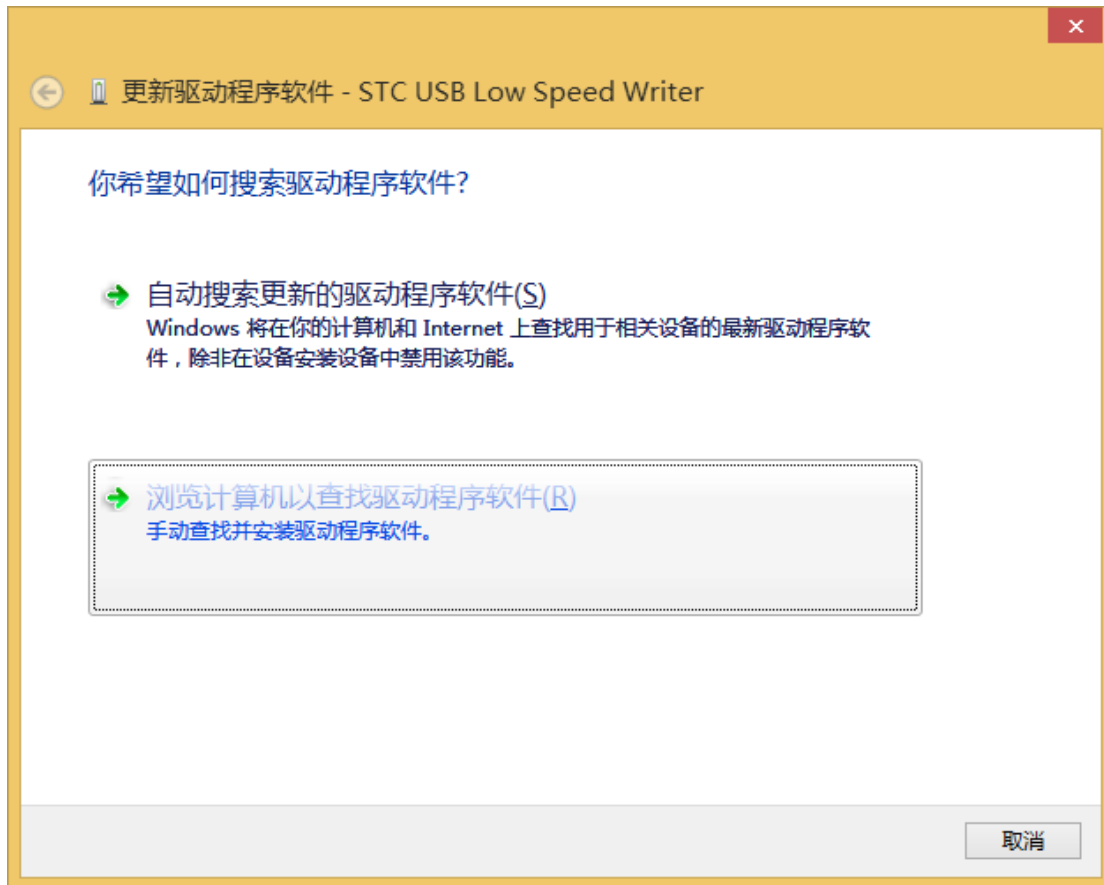 更新驱动程序软件 - STC USB Low Speed Writer
你希望如何搜索驱动程序软件?
自动搜索更新的驱动程序软件(S)
Windows 将在你的计算机和 Internet 上查找用于相关设备的最新驱动程序软
件，除非在设备安装设备中禁用该功能。
浏览计算机以查找驱动程序软件(R)
手动查找并安装驱动程序软件。
取消